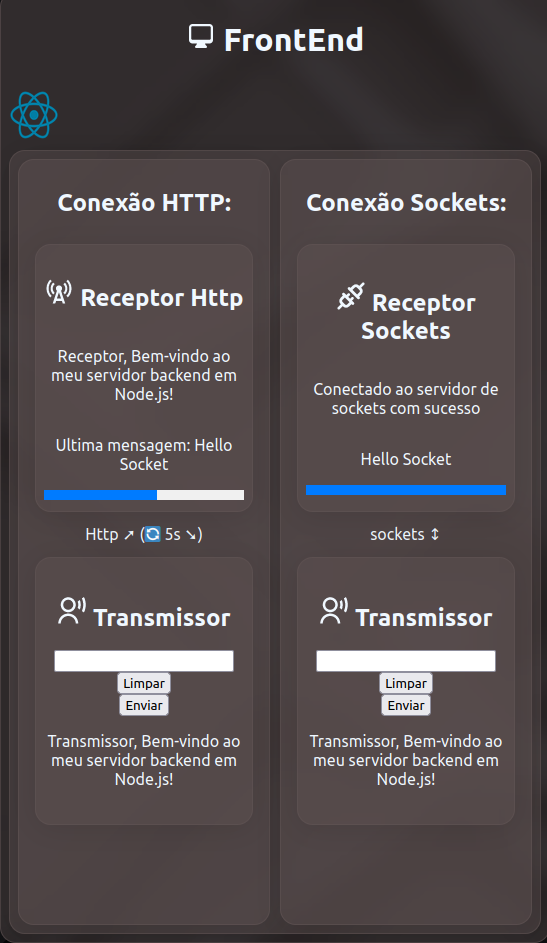 FrontEnd
Conexão HTTP:
Receptor Http
Receptor, Bem-vindo ao
meu servidor backend em
Node.js!
Ultima mensagem: Hello
Socket
Http ↗ (🔄 5s ↘)
Transmissor
Limpar
Enviar
Transmissor, Bem-vindo ao
meu servidor backend em
Node.js!
Conexão Sockets:
Receptor
Sockets
Conectado ao servidor de
sockets com sucesso
Hello Socket
sockets ↕
Transmissor
Limpar
Enviar
Transmissor, Bem-vindo ao
meu servidor backend em
Node.js!